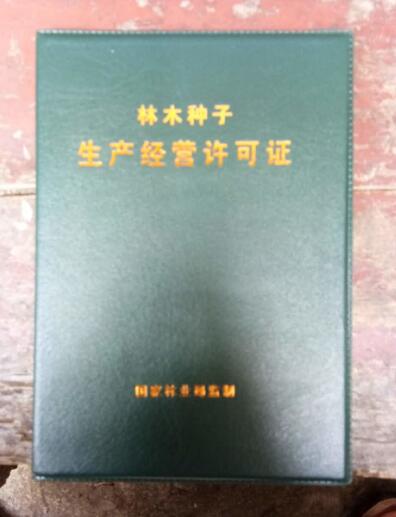 林木种子
生产经营许可证
国家林业局监制